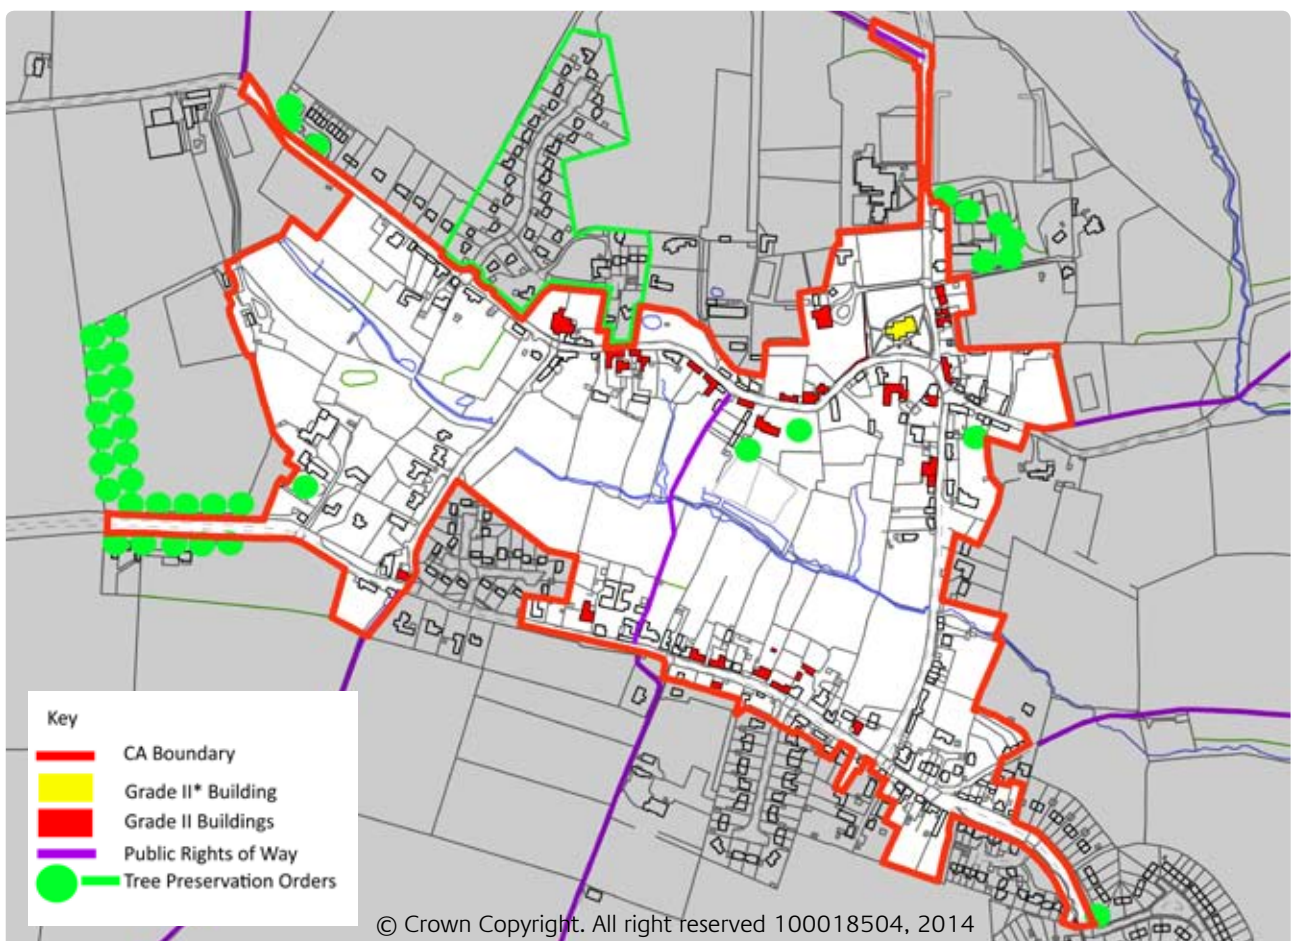 Key
CA Boundary
Grade II* Building
Grade II Buildings
Public Rights of Way
Tree Preservation Orders
© Crown Copyright. All right reserved 100018504, 2014